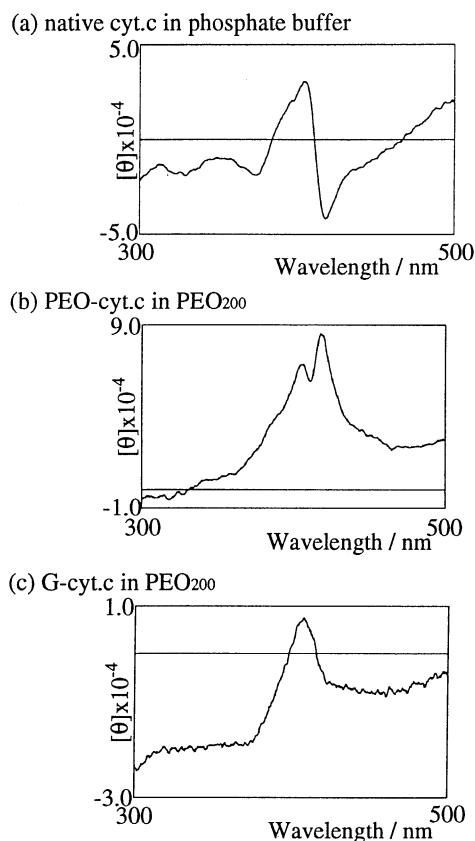 (a) native cyt.c in phosphate buffer
5.0
[θ]x10⁻⁴
-5.0
300
500
Wavelength / nm
(b) PEO-cyt.c in PEO₂₀₀
9.0
[θ]x10⁻⁴
-1.0
300
500
Wavelength / nm
(c) G-cyt.c in PEO₂₀₀
1.0
[θ]x10⁻⁴
-3.0
300
500
Wavelength / nm